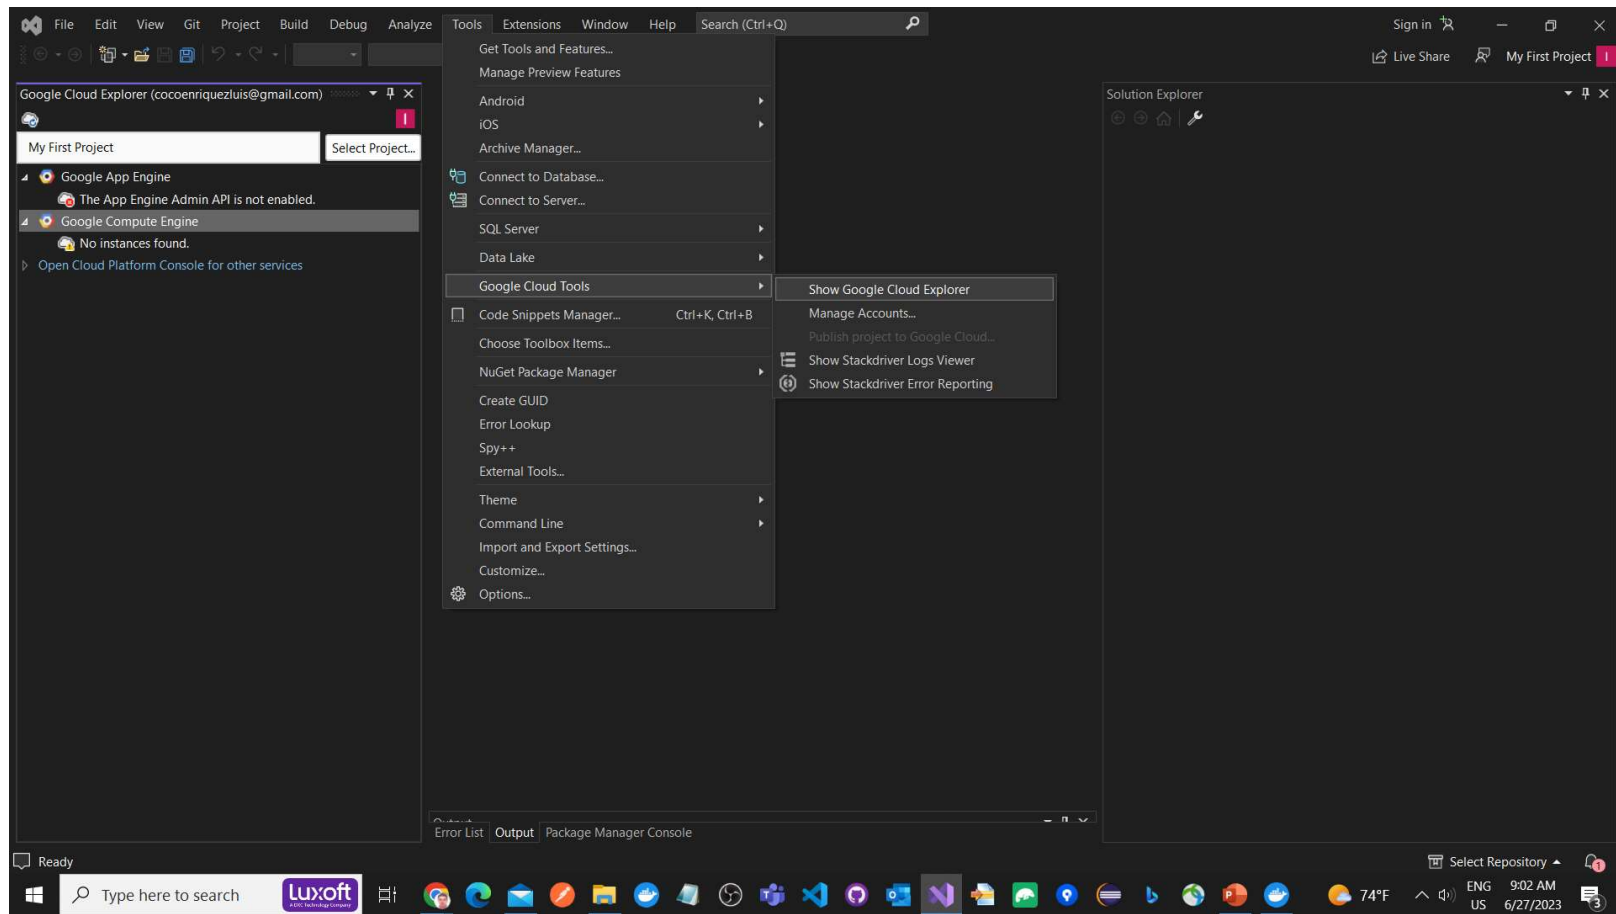 File Edit View Git Project Build Debug Analyze Tools Extensions Window Help Search (Ctrl+Q) Sign in
Live Share My First Project I
Google Cloud Explorer (cocoenriquezluis@gmail.com)
I
My First Project Select Project...
Google App Engine
The App Engine Admin API is not enabled.
Google Compute Engine
No instances found.
Open Cloud Platform Console for other services
Get Tools and Features...
Manage Preview Features
Android
iOS
Archive Manager...
Connect to Database...
Connect to Server...
SQL Server
Data Lake
Google Cloud Tools
Code Snippets Manager... Ctrl+K, Ctrl+B
Choose Toolbox Items...
NuGet Package Manager
Create GUID
Error Lookup
Spy++
External Tools...
Theme
Command Line
Import and Export Settings...
Customize...
Options...
Show Google Cloud Explorer
Manage Accounts...
Publish project to Google Cloud...
Show Stackdriver Logs Viewer
Show Stackdriver Error Reporting
Solution Explorer
Output
Error List Output Package Manager Console
Ready Select Repository 1
Type here to search Luxoft A DXC Technology Company 74°F ENG 9:02 AM
US 6/27/2023 3